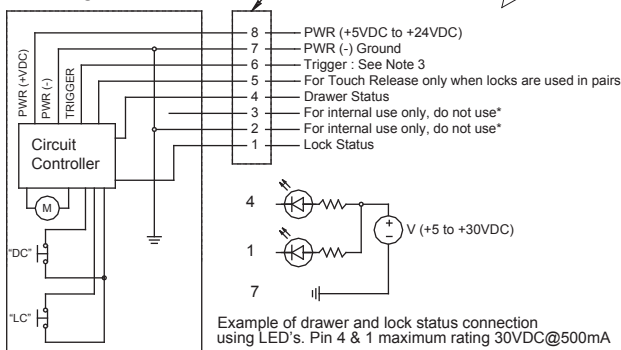 8 PWR (+5VDC to +24VDC)
7 PWR (-) Ground
6 Trigger : See Note 3
5 For Touch Release only when locks are used in pairs
4 Drawer Status
3 For internal use only, do not use*
2 For internal use only, do not use*
1 Lock Status
PWR (+VDC)
PWR (-)
TRIGGER
Circuit
Controller
M
"DC"
"LC"
4
1
7
+
−
V (+5 to +30VDC)
Example of drawer and lock status connection
using LED's. Pin 4 & 1 maximum rating 30VDC@500mA